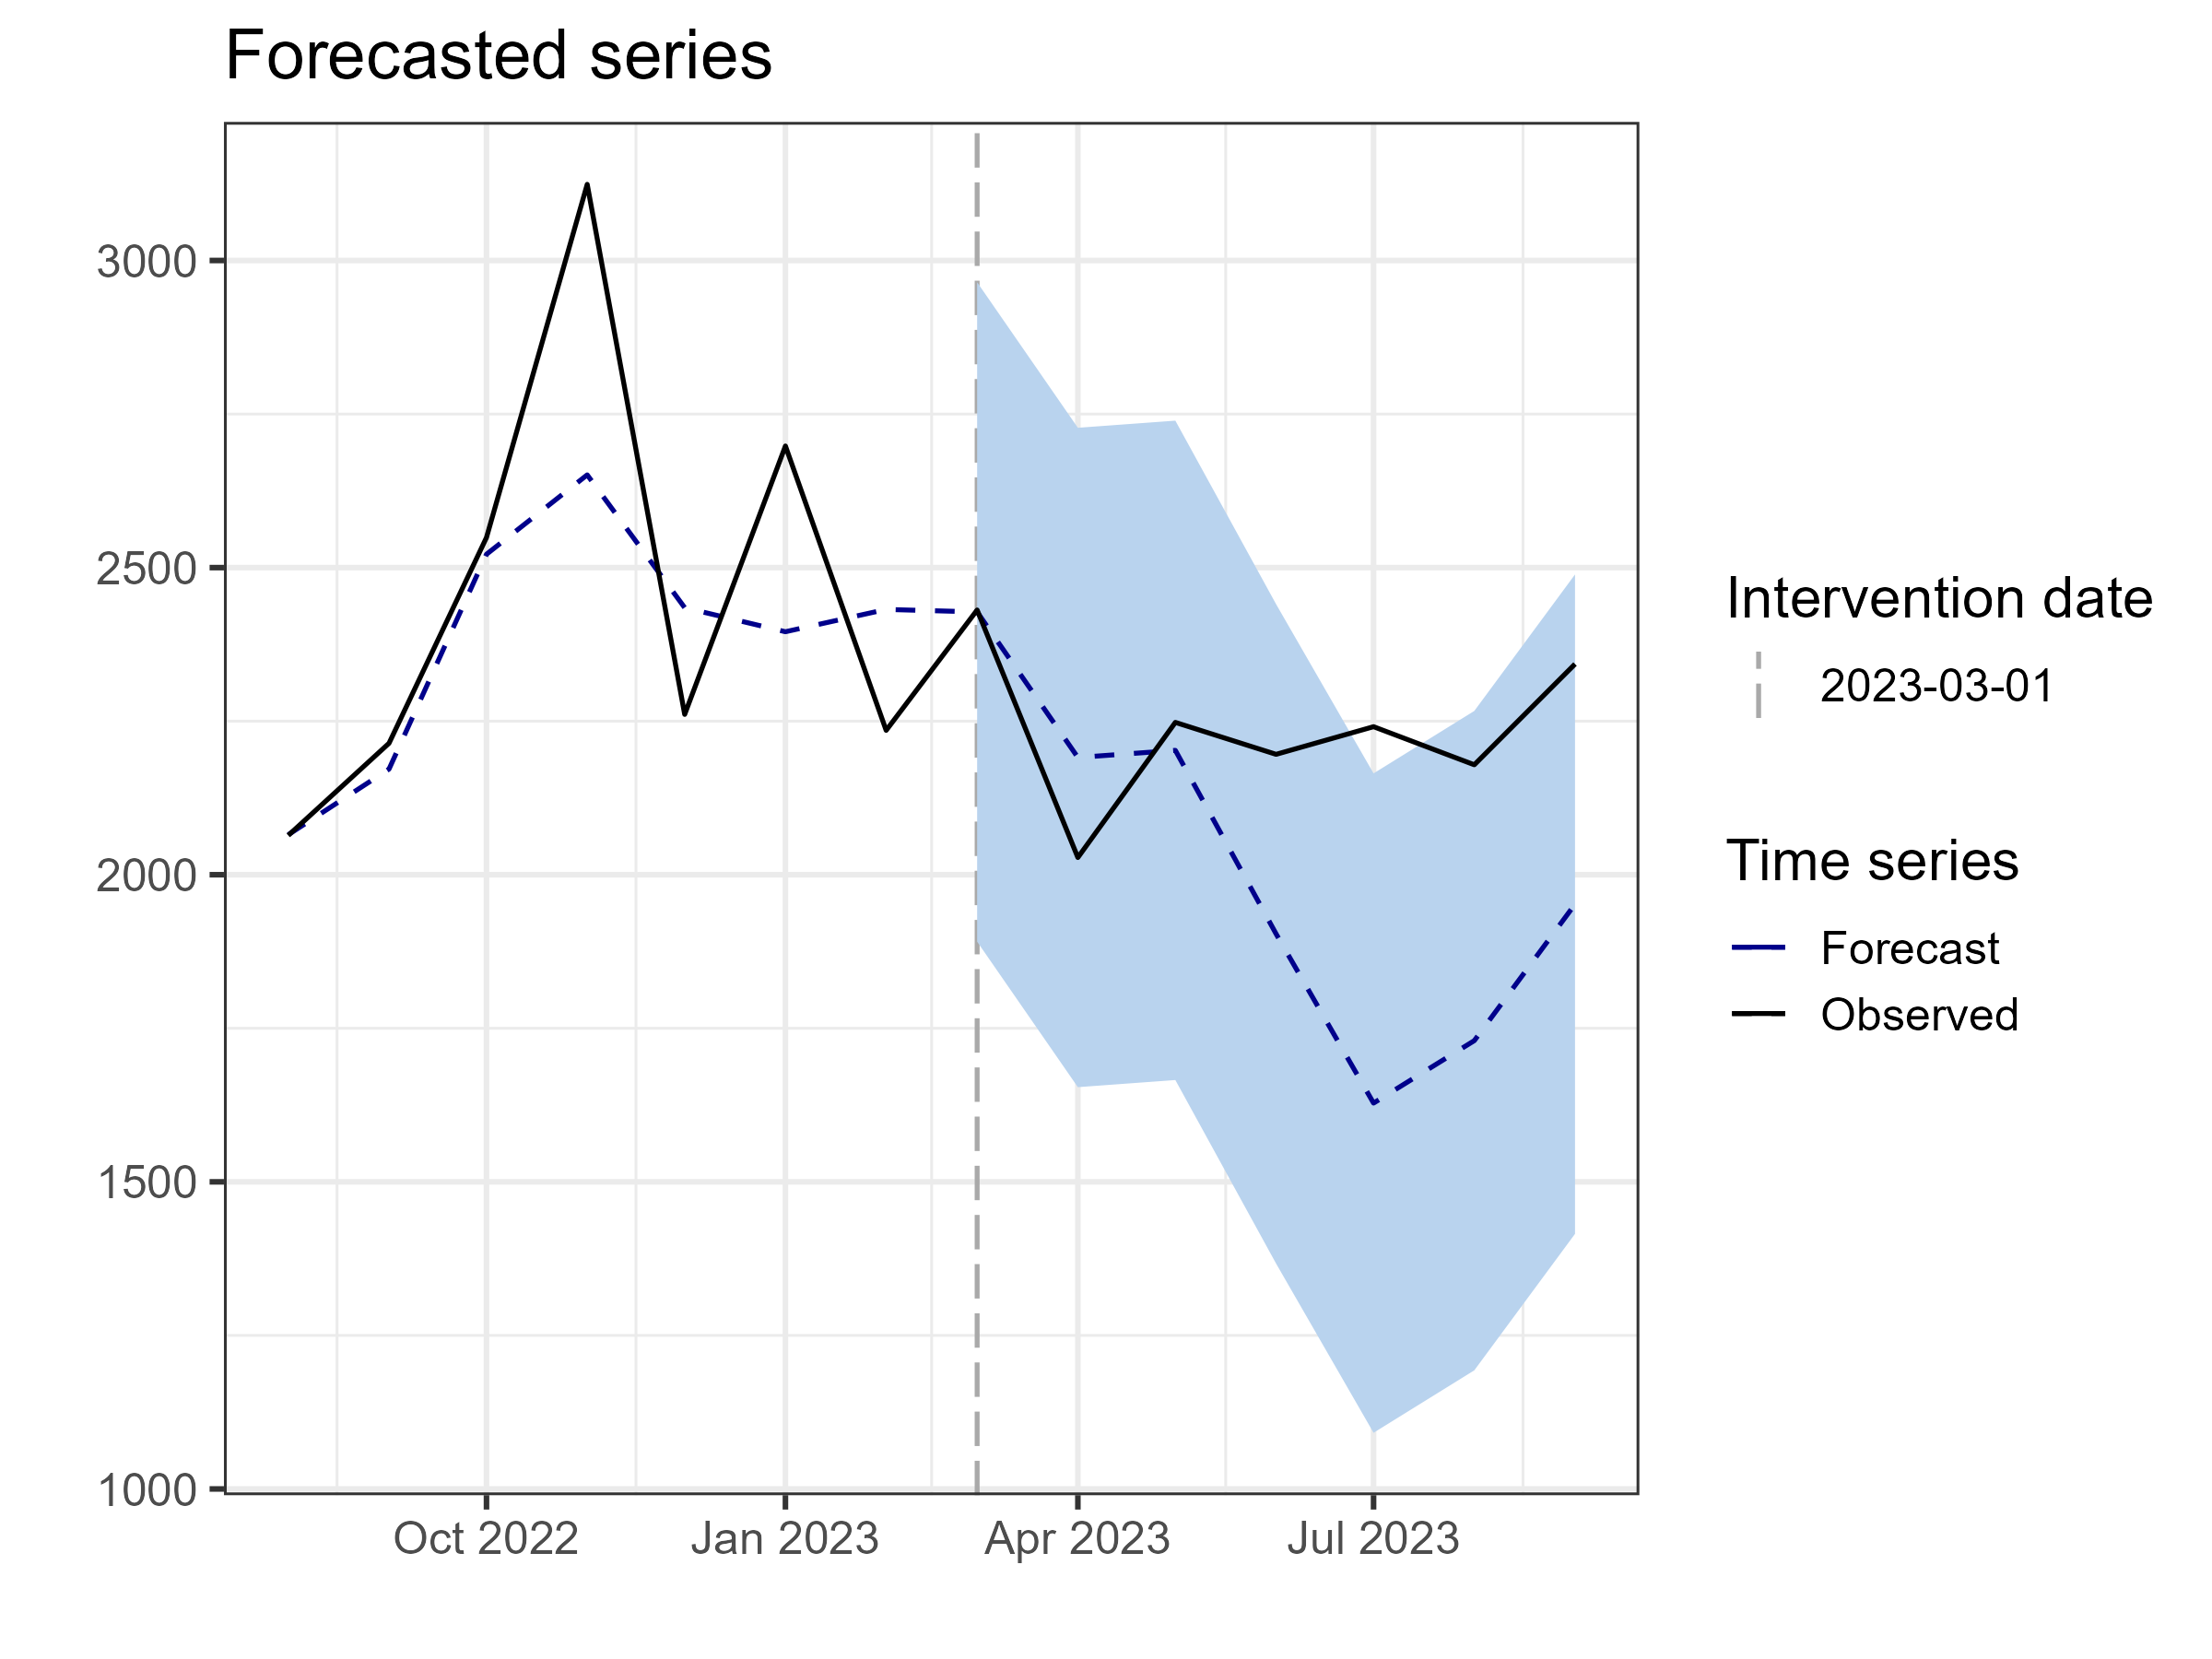 Forecasted series
3000
2500
2000
1500
1000
Oct 2022
Jan 2023
Apr 2023
Jul 2023
Intervention date
2023-03-01
Time series
Forecast
Observed